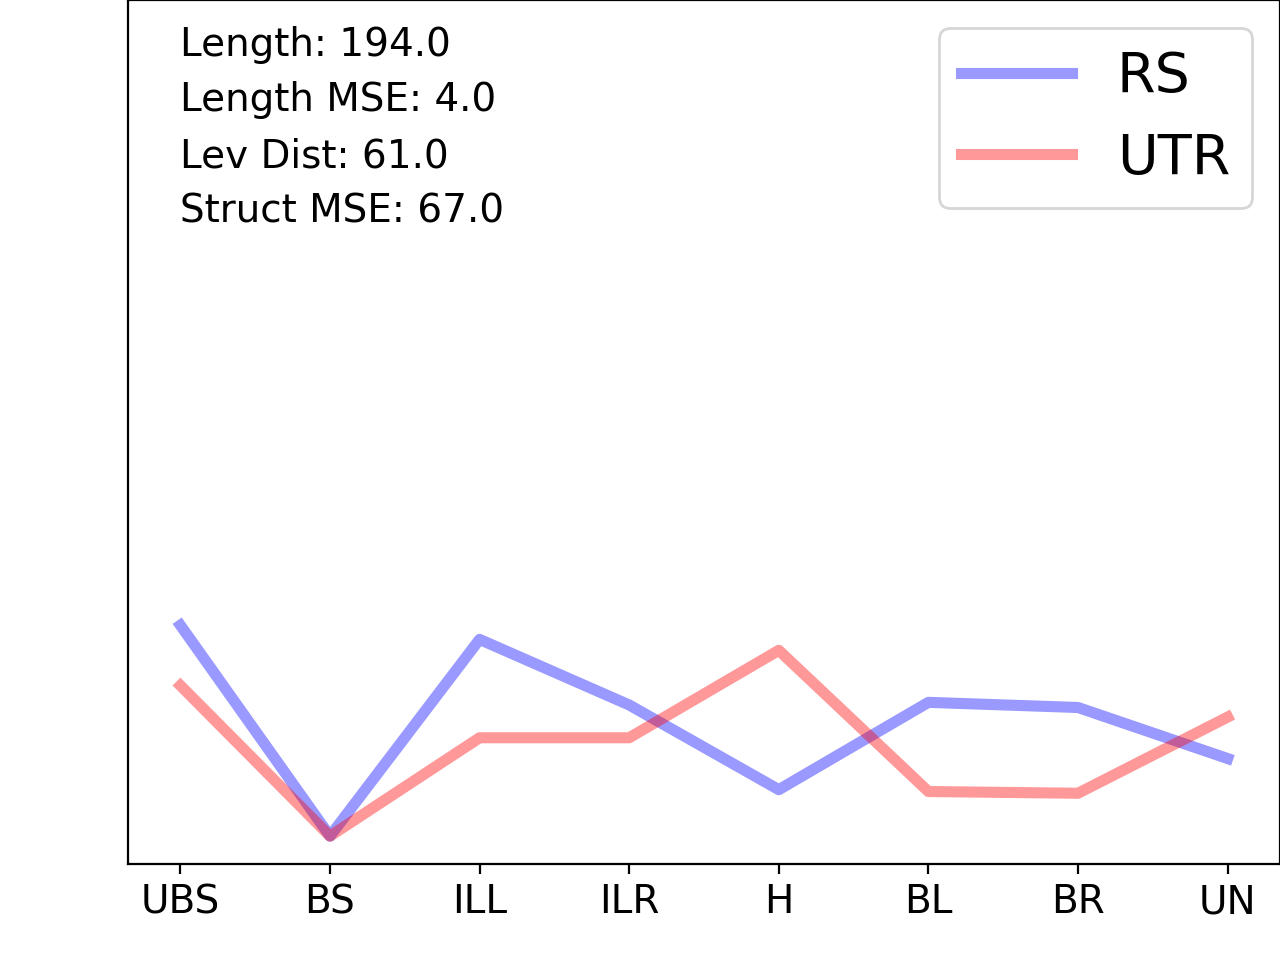 Length: 194.0
Length MSE: 4.0
Lev Dist: 61.0
Struct MSE: 67.0
RS
UTR
UBS BS ILL ILR H BL BR UN